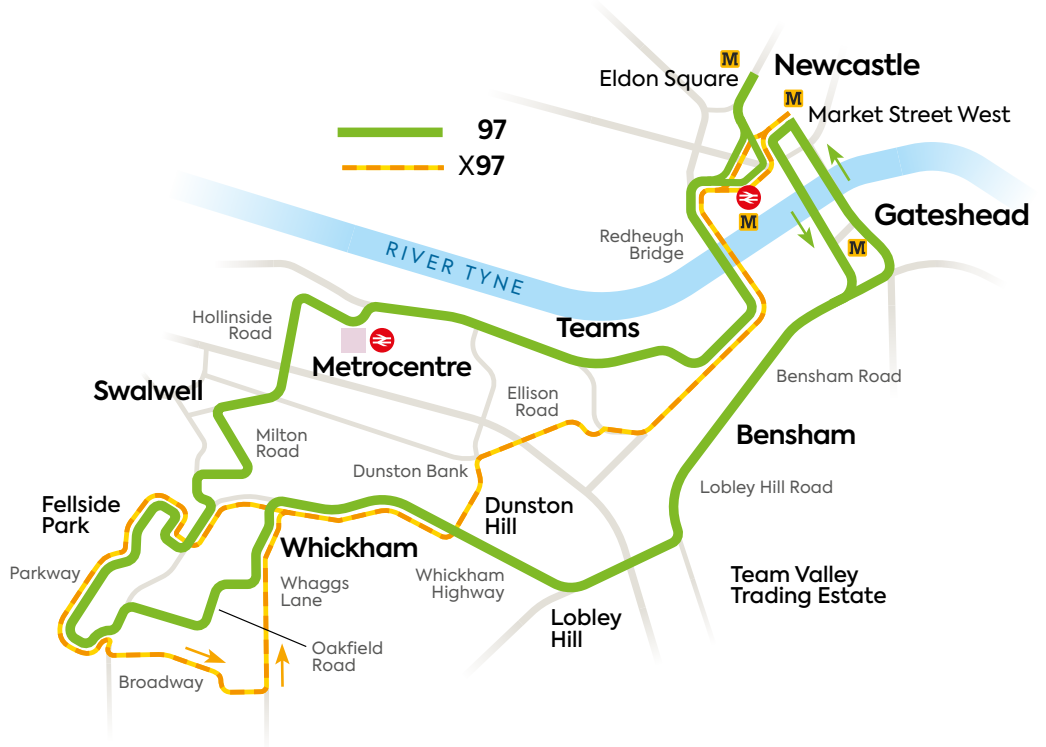 M
Eldon Square
Newcastle
M
Market Street West
97
X97
M
Gateshead
M
Redheugh
Bridge
RIVER TYNE
Hollinside
Road
Teams
Metrocentre
Swalwell
Ellison
Road
Bensham Road
Milton
Road
Bensham
Dunston Bank
Lobley Hill Road
Fellside
Park
Dunston
Hill
Whickham
Parkway
Whaggs
Lane
Whickham
Highway
Team Valley
Trading Estate
Lobley
Hill
Oakfield
Road
Broadway